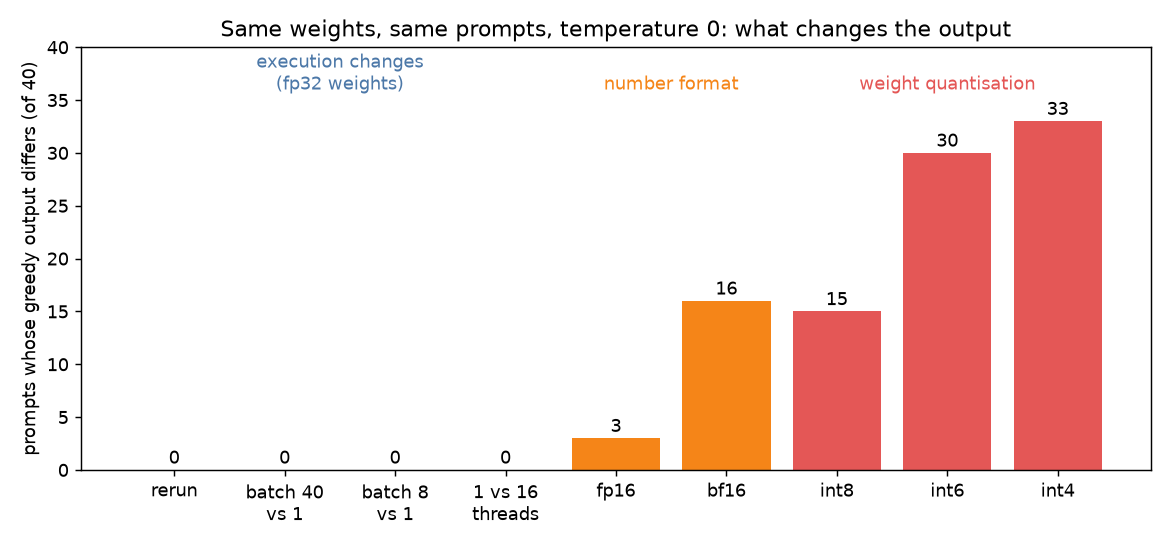 Same weights, same prompts, temperature 0: what changes the output
prompts whose greedy output differs (of 40)
40
35
30
25
20
15
10
5
0
execution changes
(fp32 weights)
number format
weight quantisation
0
0
0
0
3
16
15
30
33
rerun
batch 40
vs 1
batch 8
vs 1
1 vs 16
threads
fp16
bf16
int8
int6
int4